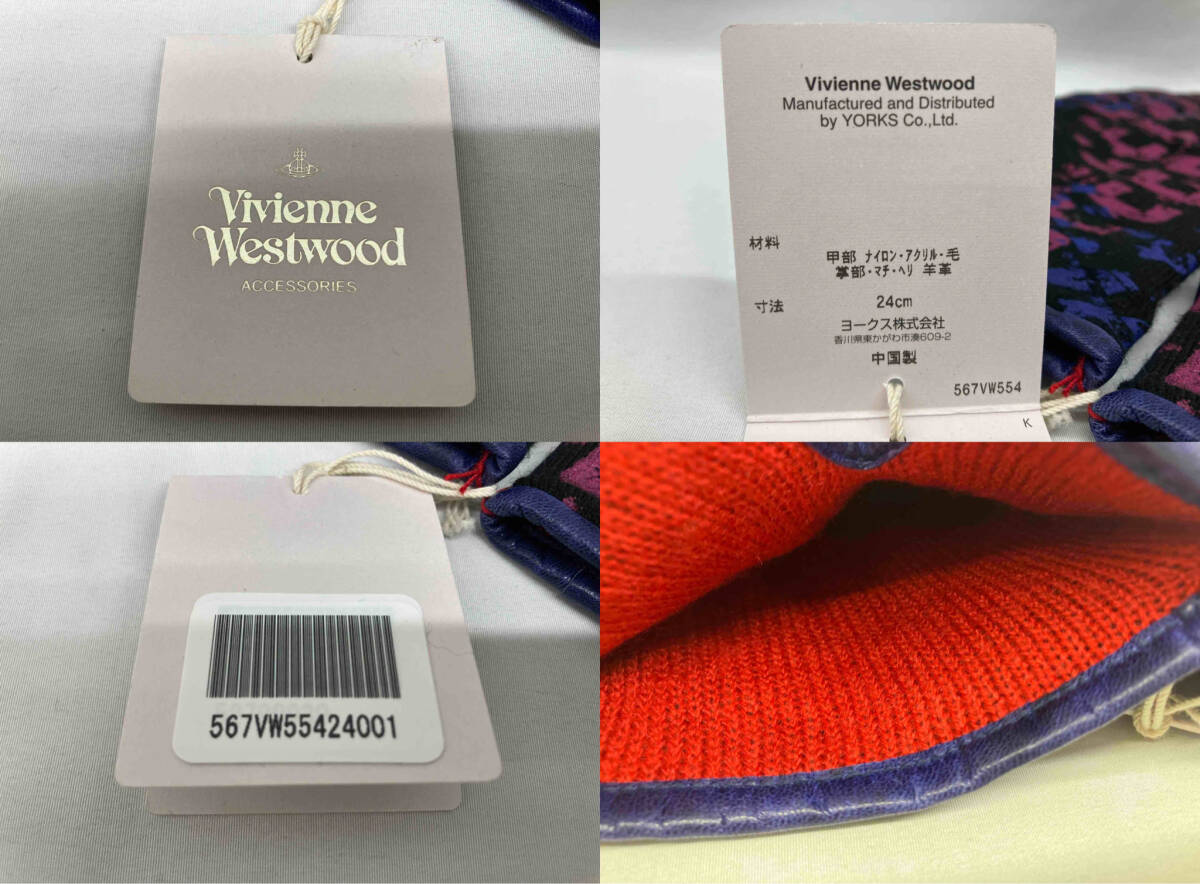 Vivienne
Westwood
ACCESSORIES
Vivienne Westwood
Manufactured and Distributed
by YORKS Co.,Ltd.
材料
甲部 ナイロン・アクリル・毛
掌部・マチ・ヘリ 羊革
寸法
24cm
ヨークス株式会社
香川県東かがわ市湊609-2
中国製
567VW554
K
567VW55424001